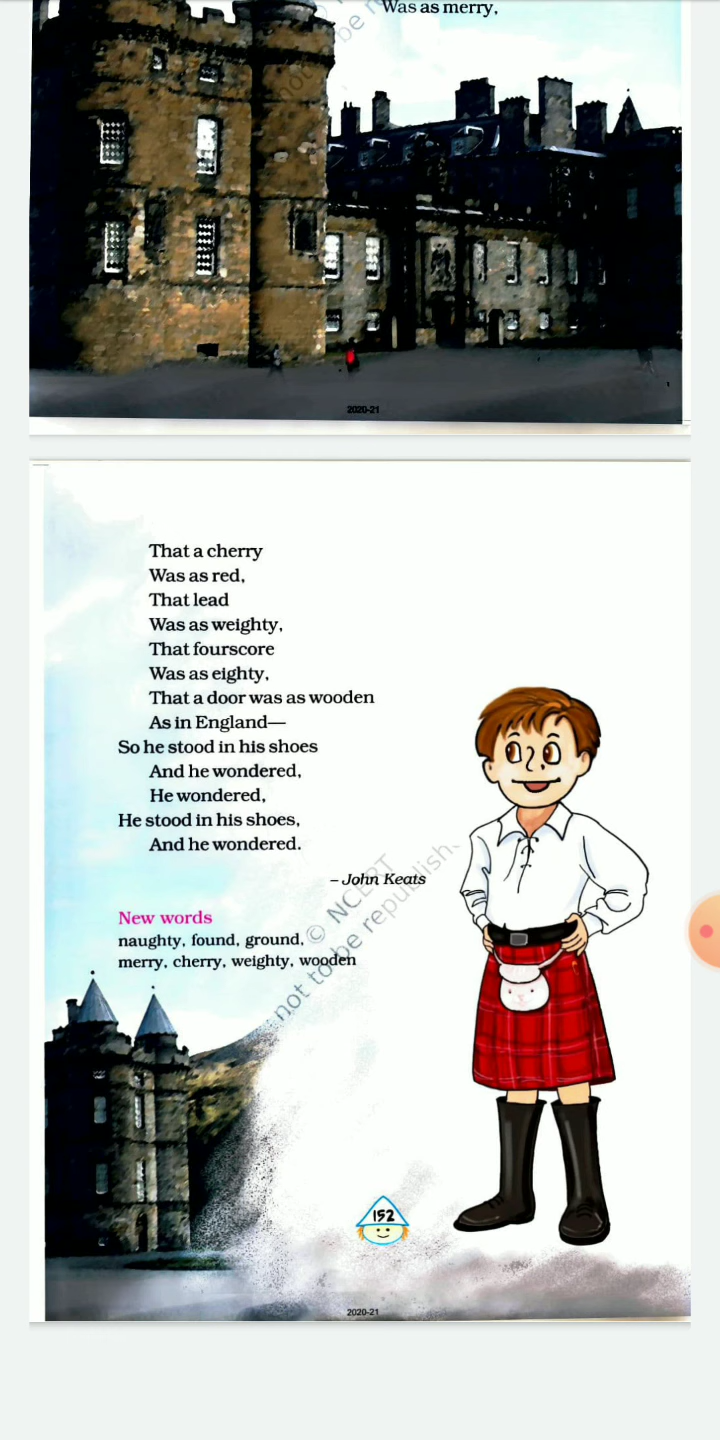 Was as merry,
2020-21
That a cherry
Was as red,
That lead
Was as weighty,
That fourscore
Was as eighty,
That a door was as wooden
As in England—
So he stood in his shoes
And he wondered,
He wondered,
He stood in his shoes,
And he wondered.
– John Keats
New words
naughty, found, ground,
merry, cherry, weighty, wooden
© NCERT
not to be republish
152
2020-21